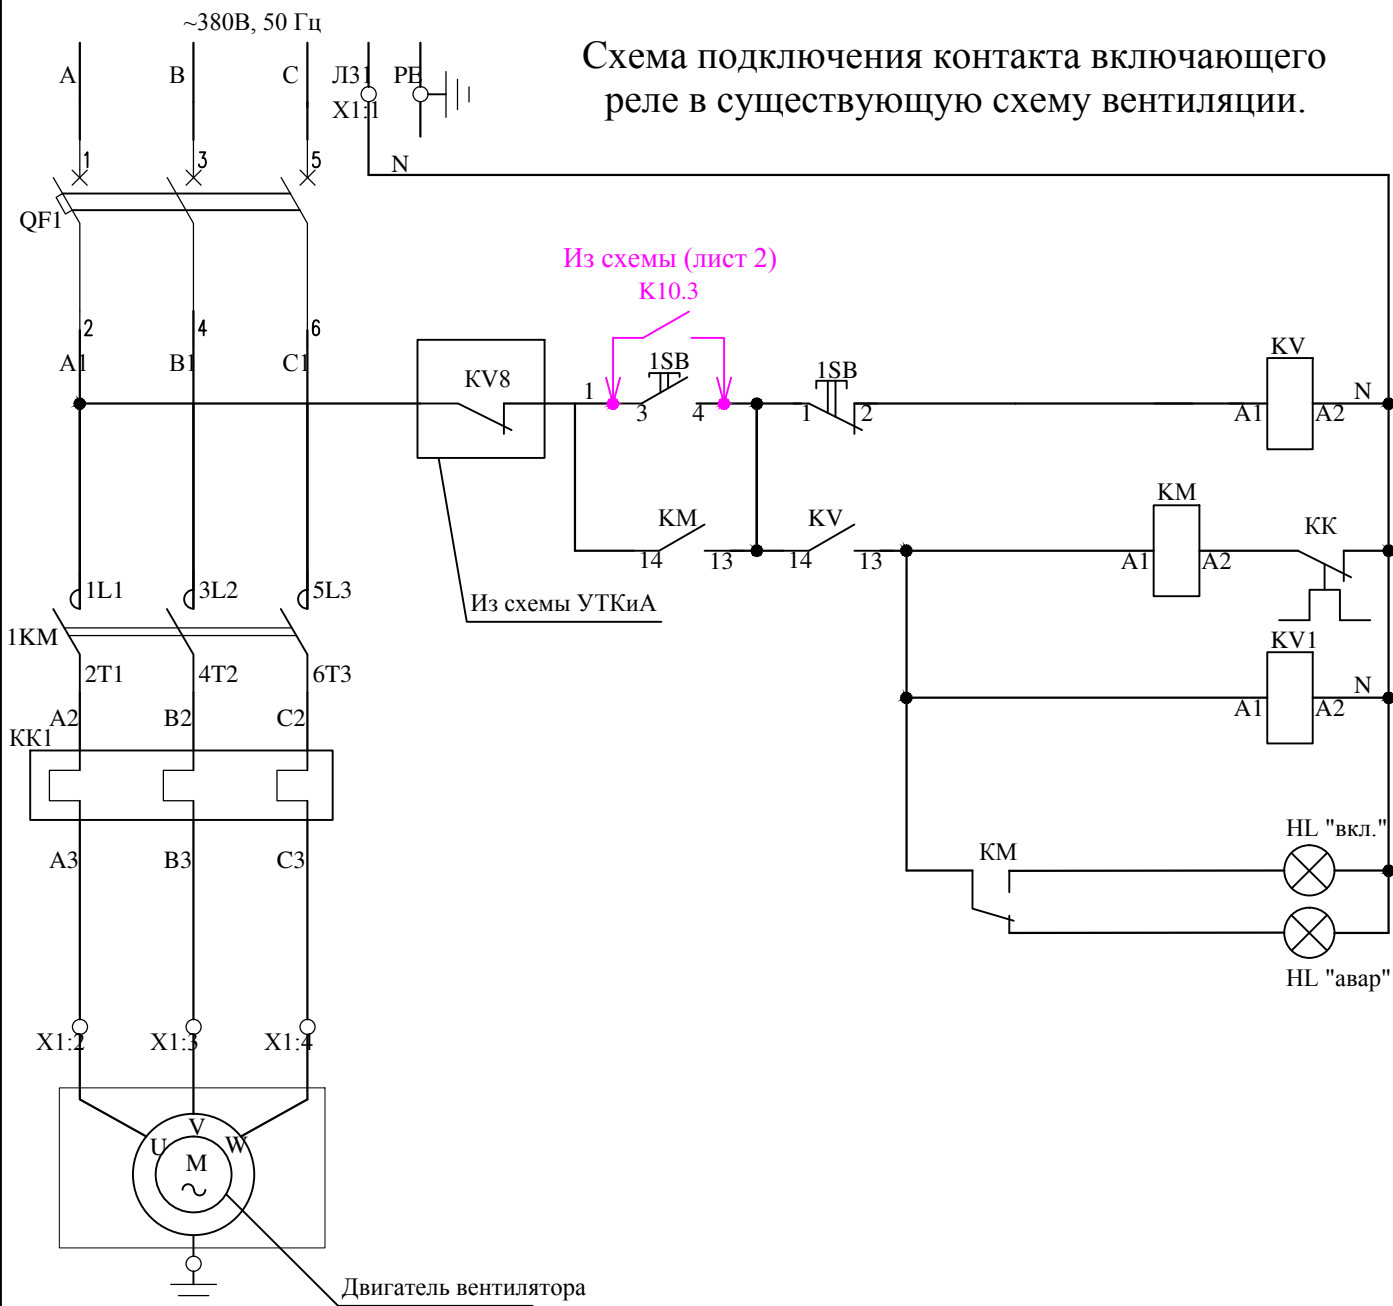 ~380В, 50 Гц
Схема подключения контакта включающего
реле в существующую схему вентиляции.
A
B
C
Л31
PE
X1:1
N
1
3
5
QF1
Из схемы (лист 2)
K10.3
2
4
6
A1
B1
C1
KV8
1
1SB
3
4
1SB
1
2
KV
A1
A2
N
KM
14
13
KV
14
13
KM
A1
A2
КК
Из схемы УТКиА
1L1
3L2
5L3
1KM
2T1
4T2
6T3
KV1
A1
A2
N
A2
B2
C2
КК1
A3
B3
C3
КМ
HL "вкл."
HL "авар"
X1:2
X1:3
X1:4
U
V
W
M
Двигатель вентилятора